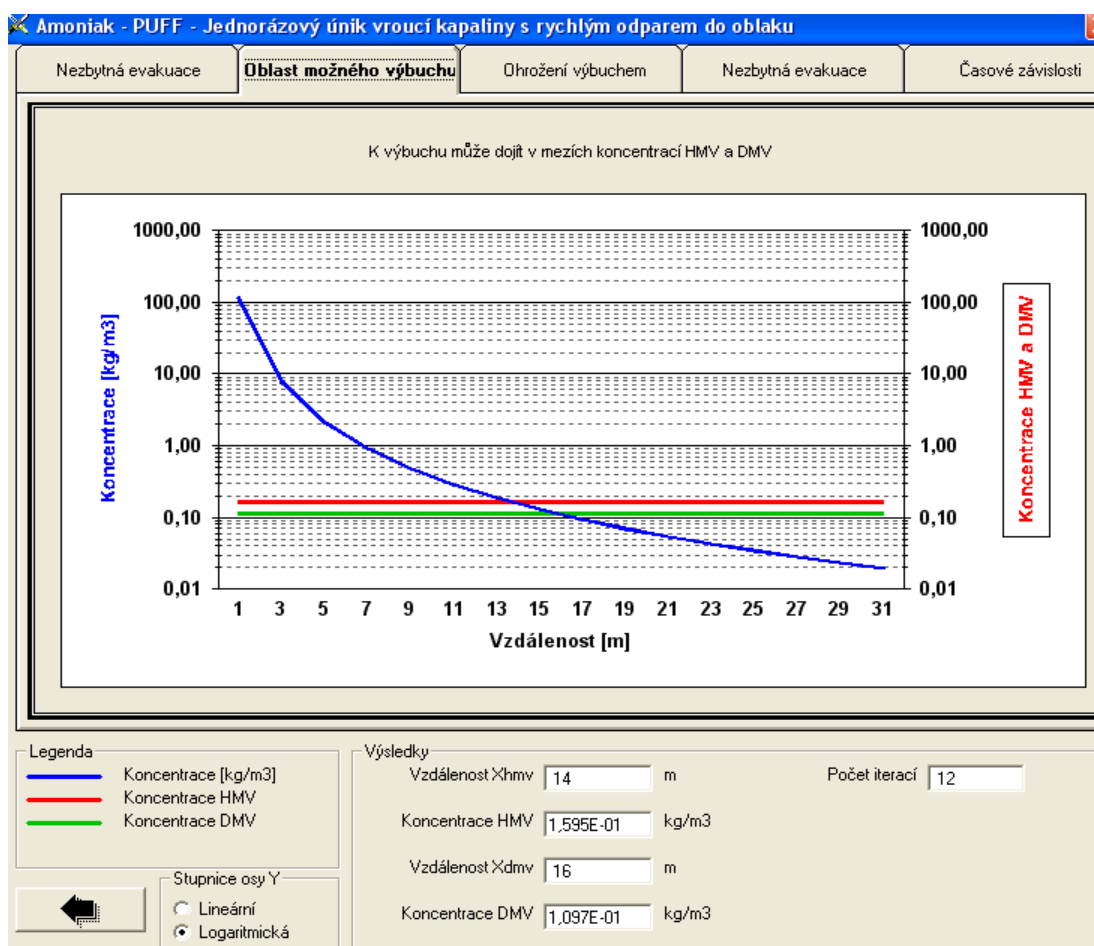 Amoniak - PUFF - Jednorázový únik vroucí kapaliny s rychlým odparem do oblaku
Nezbytná evakuace
Oblast možného výbuchu
Ohrožení výbuchem
Nezbytná evakuace
Časové závislosti
K výbuchu může dojít v mezích koncentrací HMV a DMV
1000,00
100,00
10,00
1,00
0,10
0,01
Koncentrace [kg/m3]
1000,00
100,00
10,00
1,00
0,10
0,01
Koncentrace HMV a DMV
1 3 5 7 9 11 13 15 17 19 21 23 25 27 29 31
Vzdálenost [m]
Legenda
Koncentrace [kg/m3]
Koncentrace HMV
Koncentrace DMV
Stupnice osy Y
Lineární
Logaritmická
Výsledky
Vzdálenost Xhmv 14 m
Počet iterací 12
Koncentrace HMV 1,595E-01 kg/m3
Vzdálenost Xdmv 16 m
Koncentrace DMV 1,097E-01 kg/m3